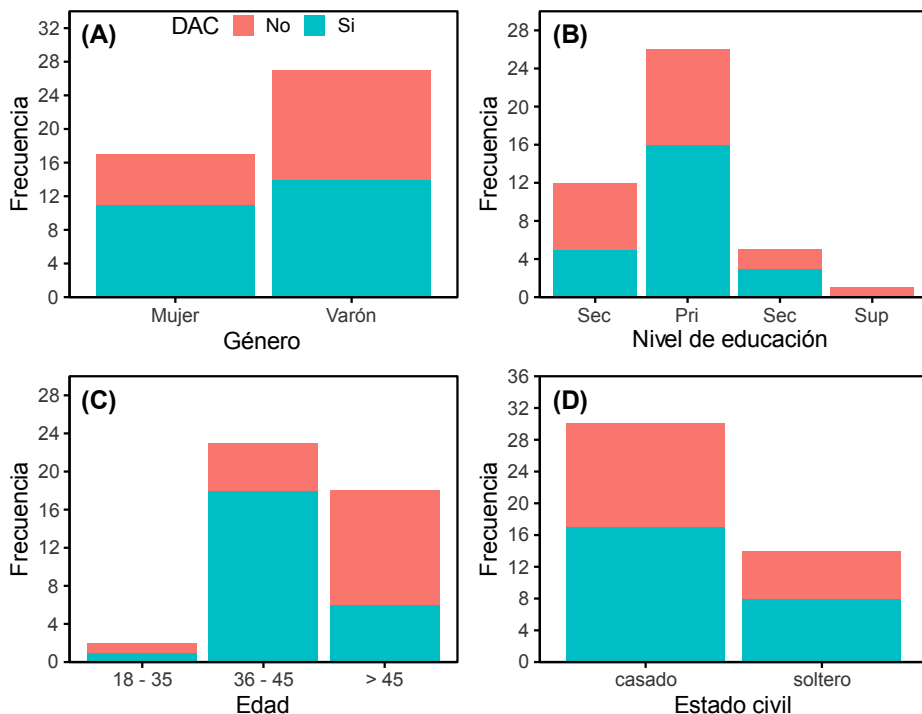 (A)
DAC No Si
32
28
24
20
16
12
8
4
0
Frecuencia
Mujer Varón
Género
(B)
28
24
20
16
12
8
4
0
Frecuencia
Sec Pri Sec Sup
Nivel de educación
(C)
28
24
20
16
12
8
4
0
Frecuencia
18 - 35 36 - 45 > 45
Edad
(D)
36
32
28
24
20
16
12
8
4
0
Frecuencia
casado soltero
Estado civil